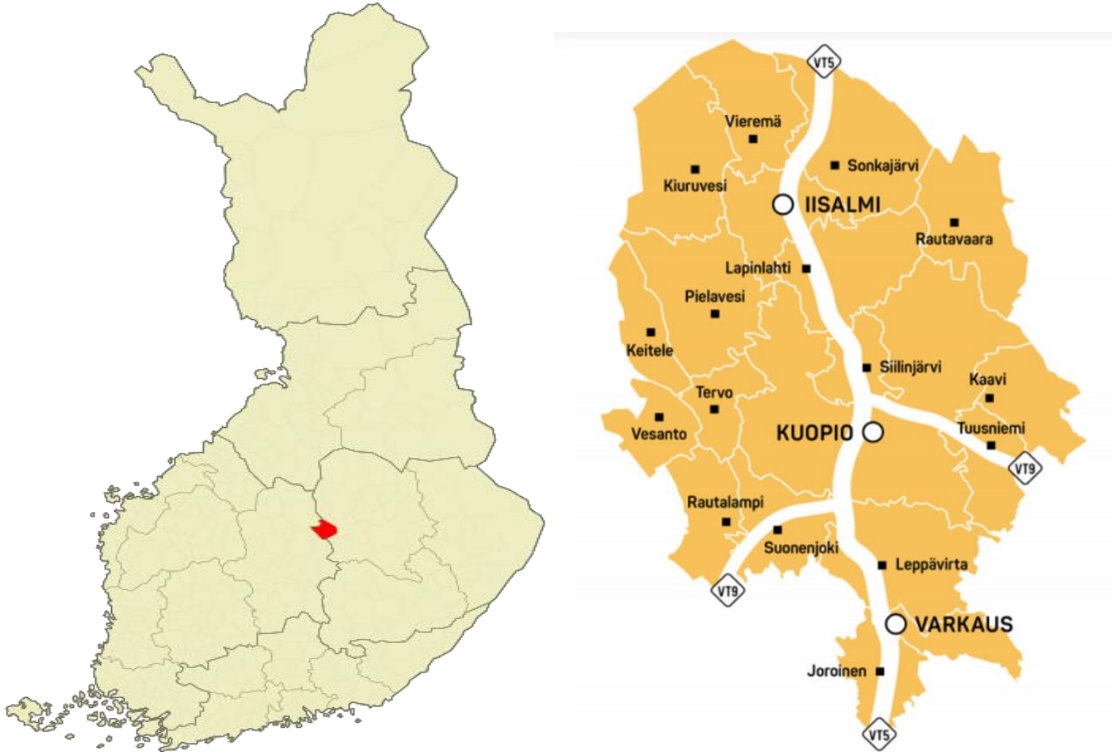 VT5
Vieremä
Sonkajärvi
Kiuruvesi
IISALMI
Rautavaara
Lapinlahti
Pielavesi
Keitele
Siilinjärvi
Kaavi
Tervo
Vesanto
KUOPIO
Tuusniemi
VT9
Rautalampi
Suonenjoki
Leppävirta
VT9
VARKAUS
Joroinen
VT5